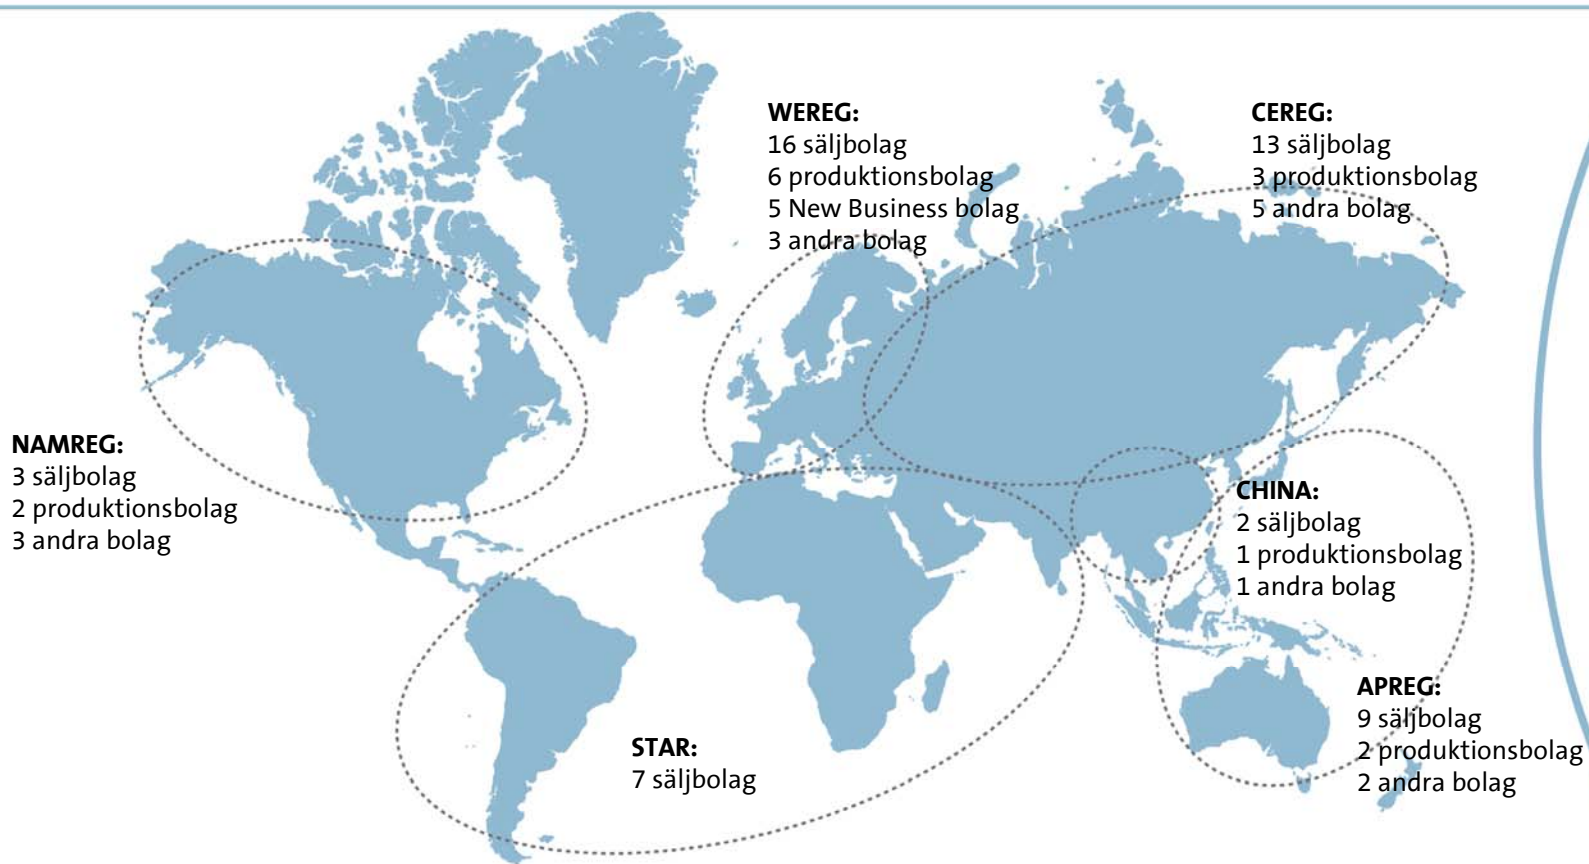 WEREG:
16 säljbolag
6 produktionsbolag
5 New Business bolag
3 andra bolag
CEREG:
13 säljbolag
3 produktionsbolag
5 andra bolag
NAMREG:
3 säljbolag
2 produktionsbolag
3 andra bolag
CHINA:
2 säljbolag
1 produktionsbolag
1 andra bolag
STAR:
7 säljbolag
APREG:
9 säljbolag
2 produktionsbolag
2 andra bolag